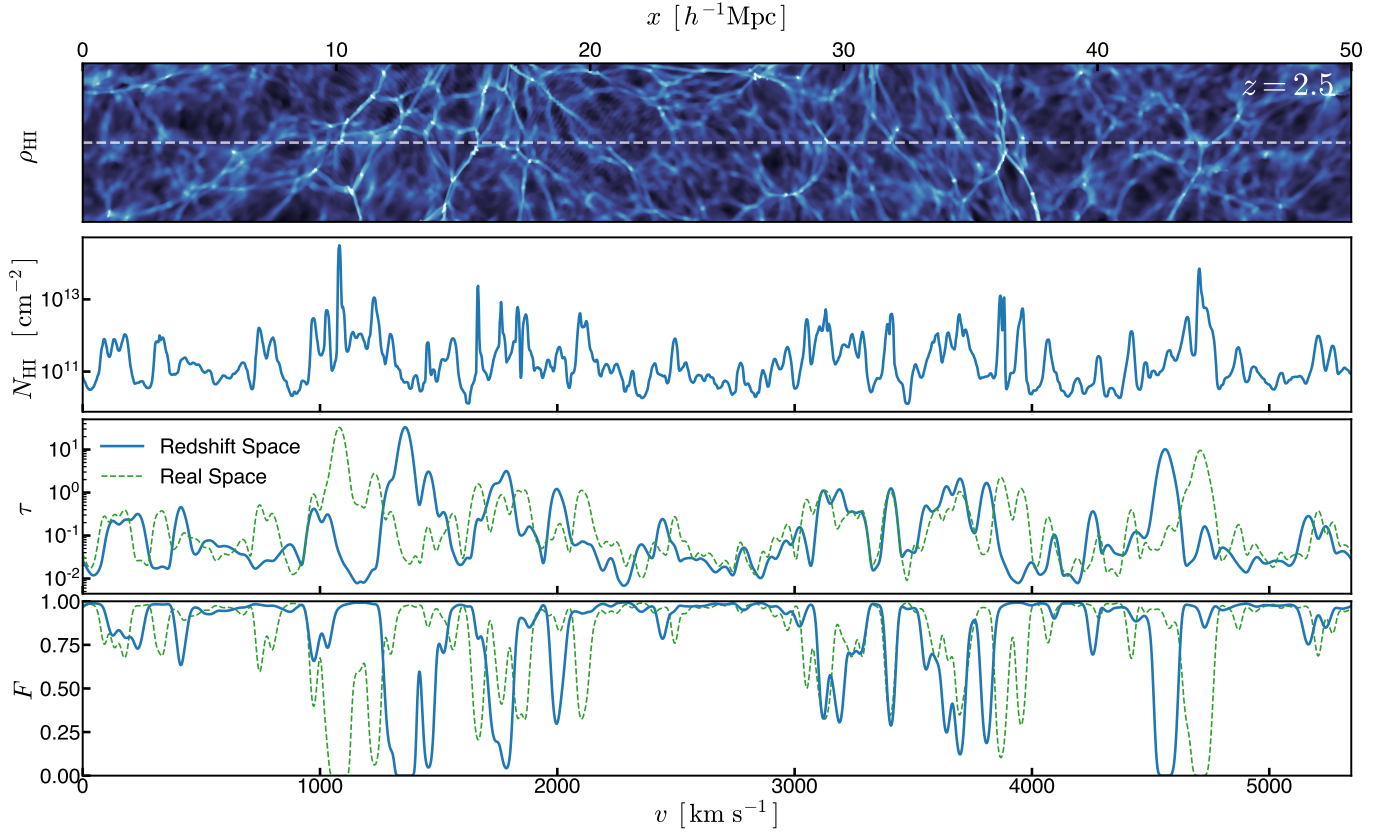 x [h⁻¹Mpc]
0 10 20 30 40 50
z = 2.5
ρHI
10¹³
10¹¹
NHI [cm⁻²]
10¹
10⁰
10⁻¹
10⁻²
τ
Redshift Space
Real Space
1.00
0.75
0.50
0.25
0.00
F
0 1000 2000 3000 4000 5000
v [km s⁻¹]